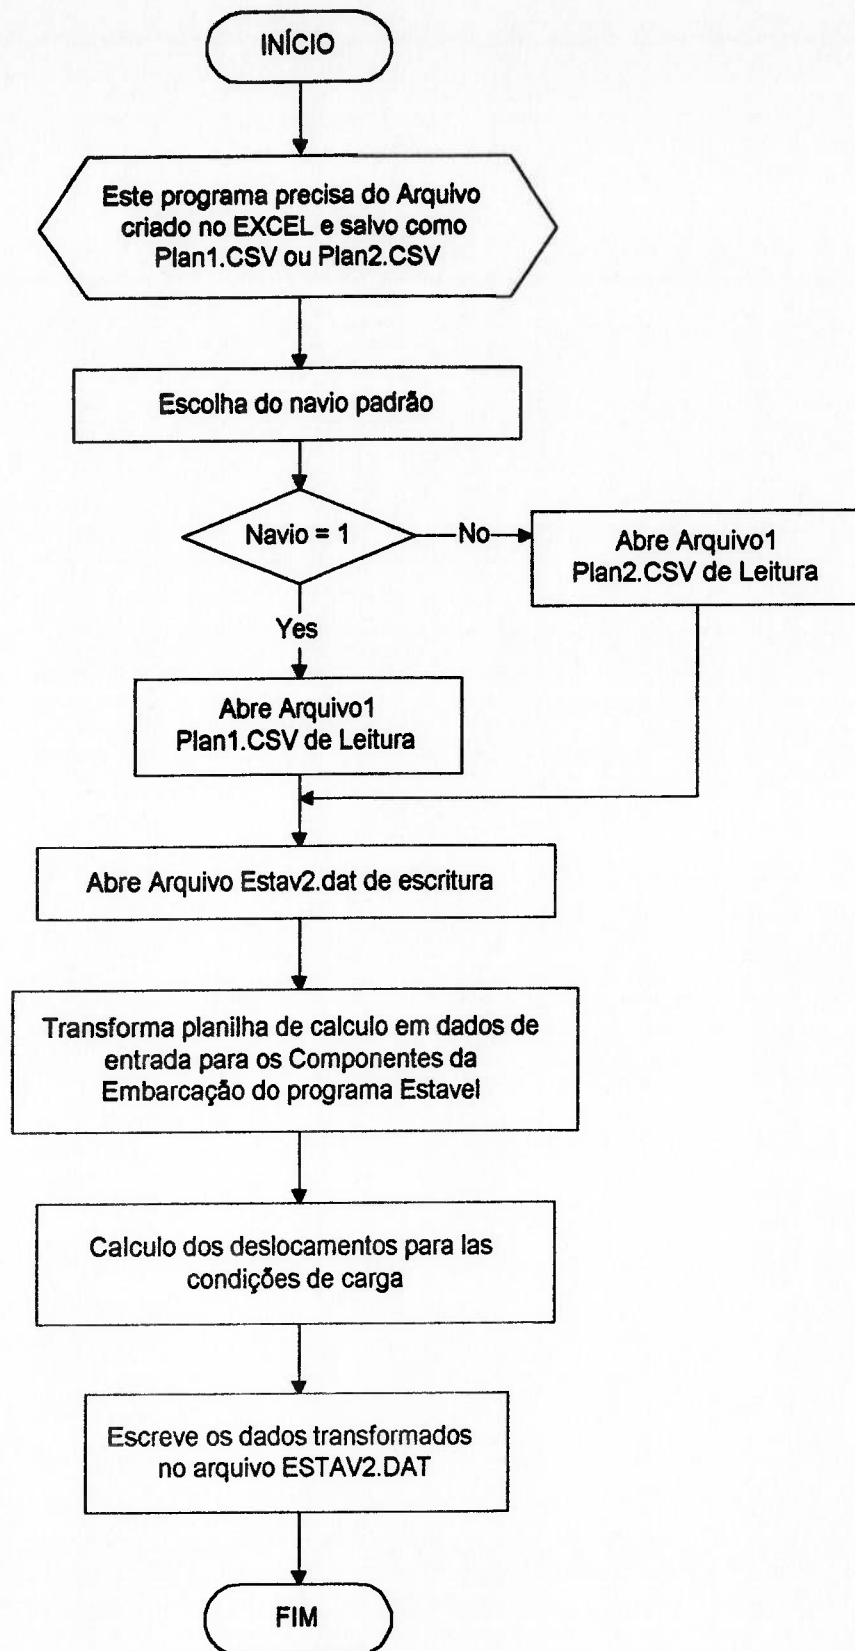 INÍCIO
Este programa precisa do Arquivo
criado no EXCEL e salvo como
Plan1.CSV ou Plan2.CSV
Escolha do navio padrão
Navio = 1
No
Abre Arquivo1
Plan2.CSV de Leitura
Yes
Abre Arquivo1
Plan1.CSV de Leitura
Abre Arquivo Estav2.dat de escritura
Transforma planilha de calculo em dados de
entrada para os Componentes da
Embarcação do programa Estavel
Calculo dos deslocamentos para las
condições de carga
Escreve os dados transformados
no arquivo ESTAV2.DAT
FIM